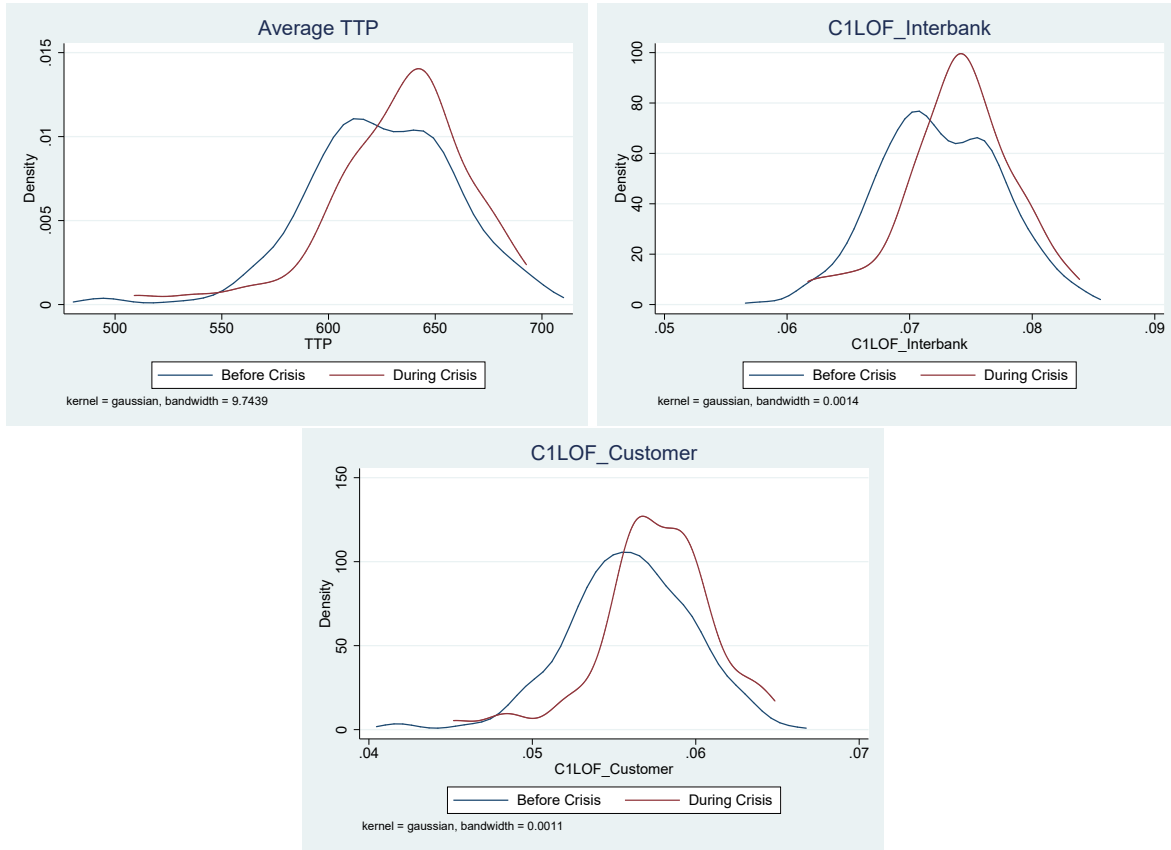 Average TTP
Density
0
.005
.01
.015
500
550
600
650
700
TTP
Before Crisis
During Crisis
kernel = gaussian, bandwidth = 9.7439
C1LOF_Interbank
Density
0
20
40
60
80
100
.05
.06
.07
.08
.09
C1LOF_Interbank
Before Crisis
During Crisis
kernel = gaussian, bandwidth = 0.0014
C1LOF_Customer
Density
0
50
100
150
.04
.05
.06
.07
C1LOF_Customer
Before Crisis
During Crisis
kernel = gaussian, bandwidth = 0.0011